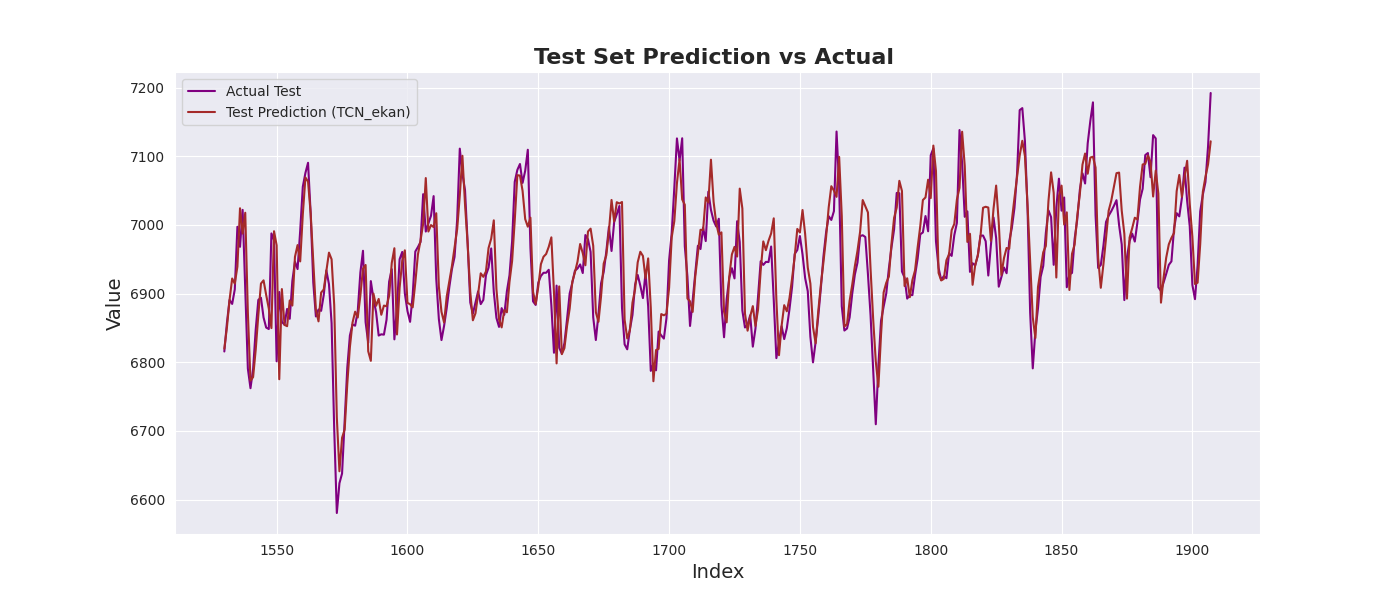 Test Set Prediction vs Actual
Actual Test
Test Prediction (TCN_ekan)
Value
7200
7100
7000
6900
6800
6700
6600
1550 1600 1650 1700 1750 1800 1850 1900
Index